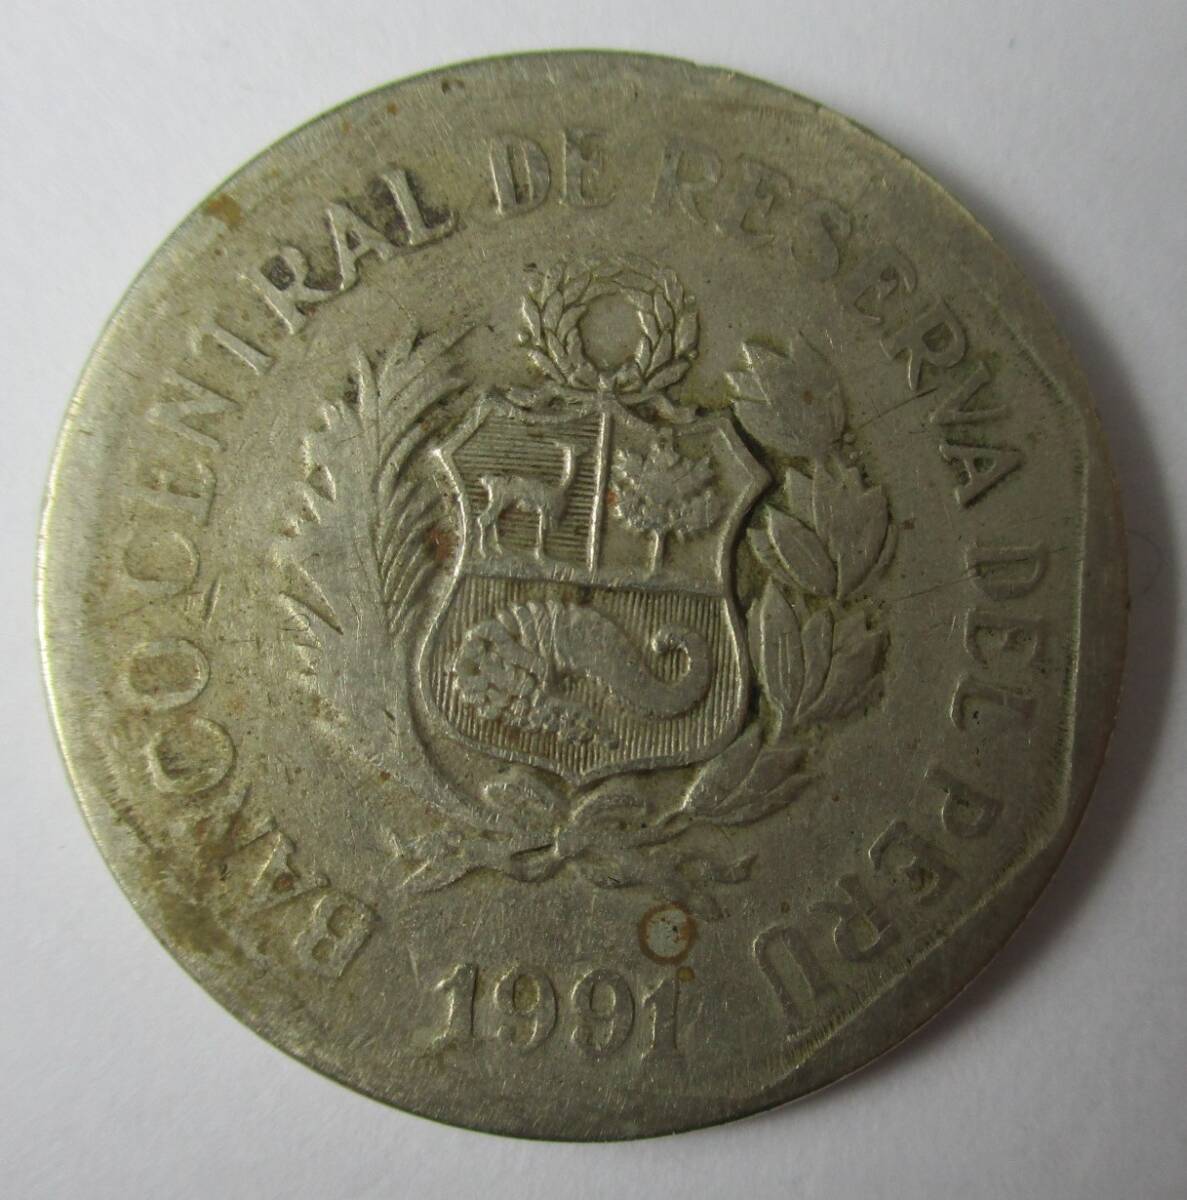 BANCO CENTRAL DE RESERVA DEL PERU
1991